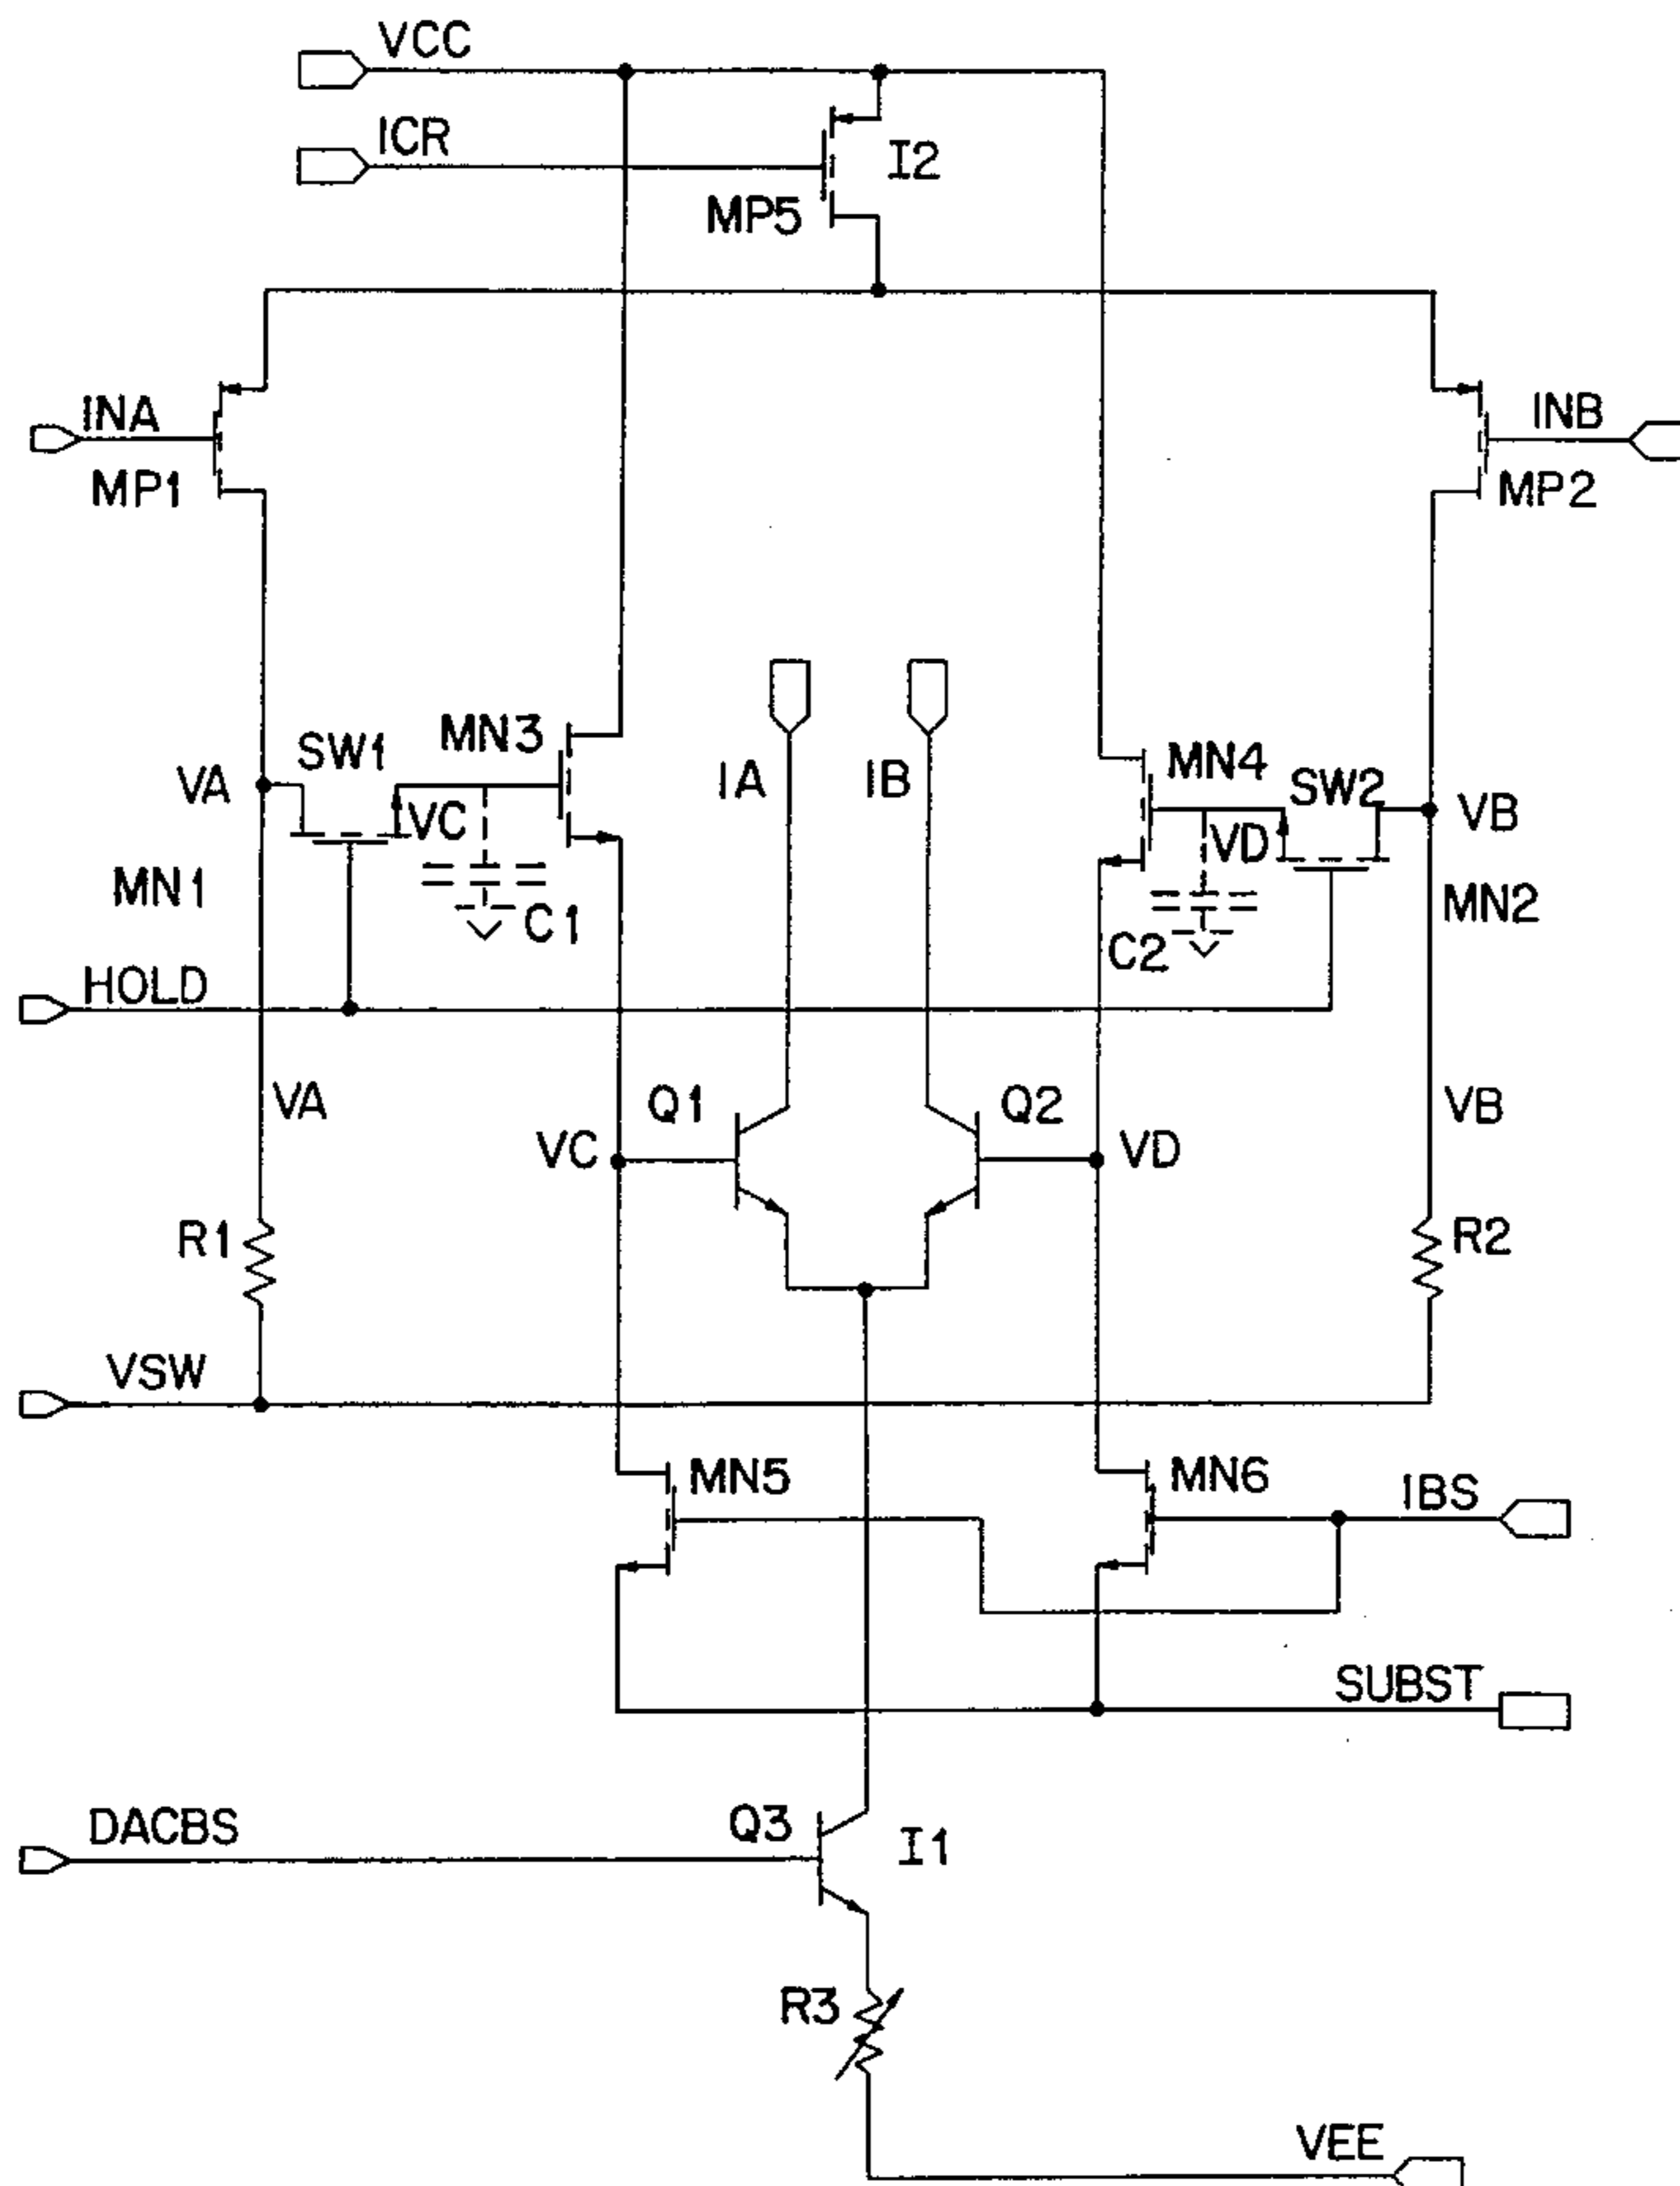 VCC
ICR
I2
MP5
INA
INB
MP1
MP2
MN3
SW1
MN4
SW2
VA
IA
IB
VC
VD
VB
MN1
MN2
C1
C2
HOLD
VA
Q1
Q2
VB
VC
VD
R1
R2
VSW
MN5
MN6
IBS
SUBST
DACBS
Q3
I1
R3
VEE